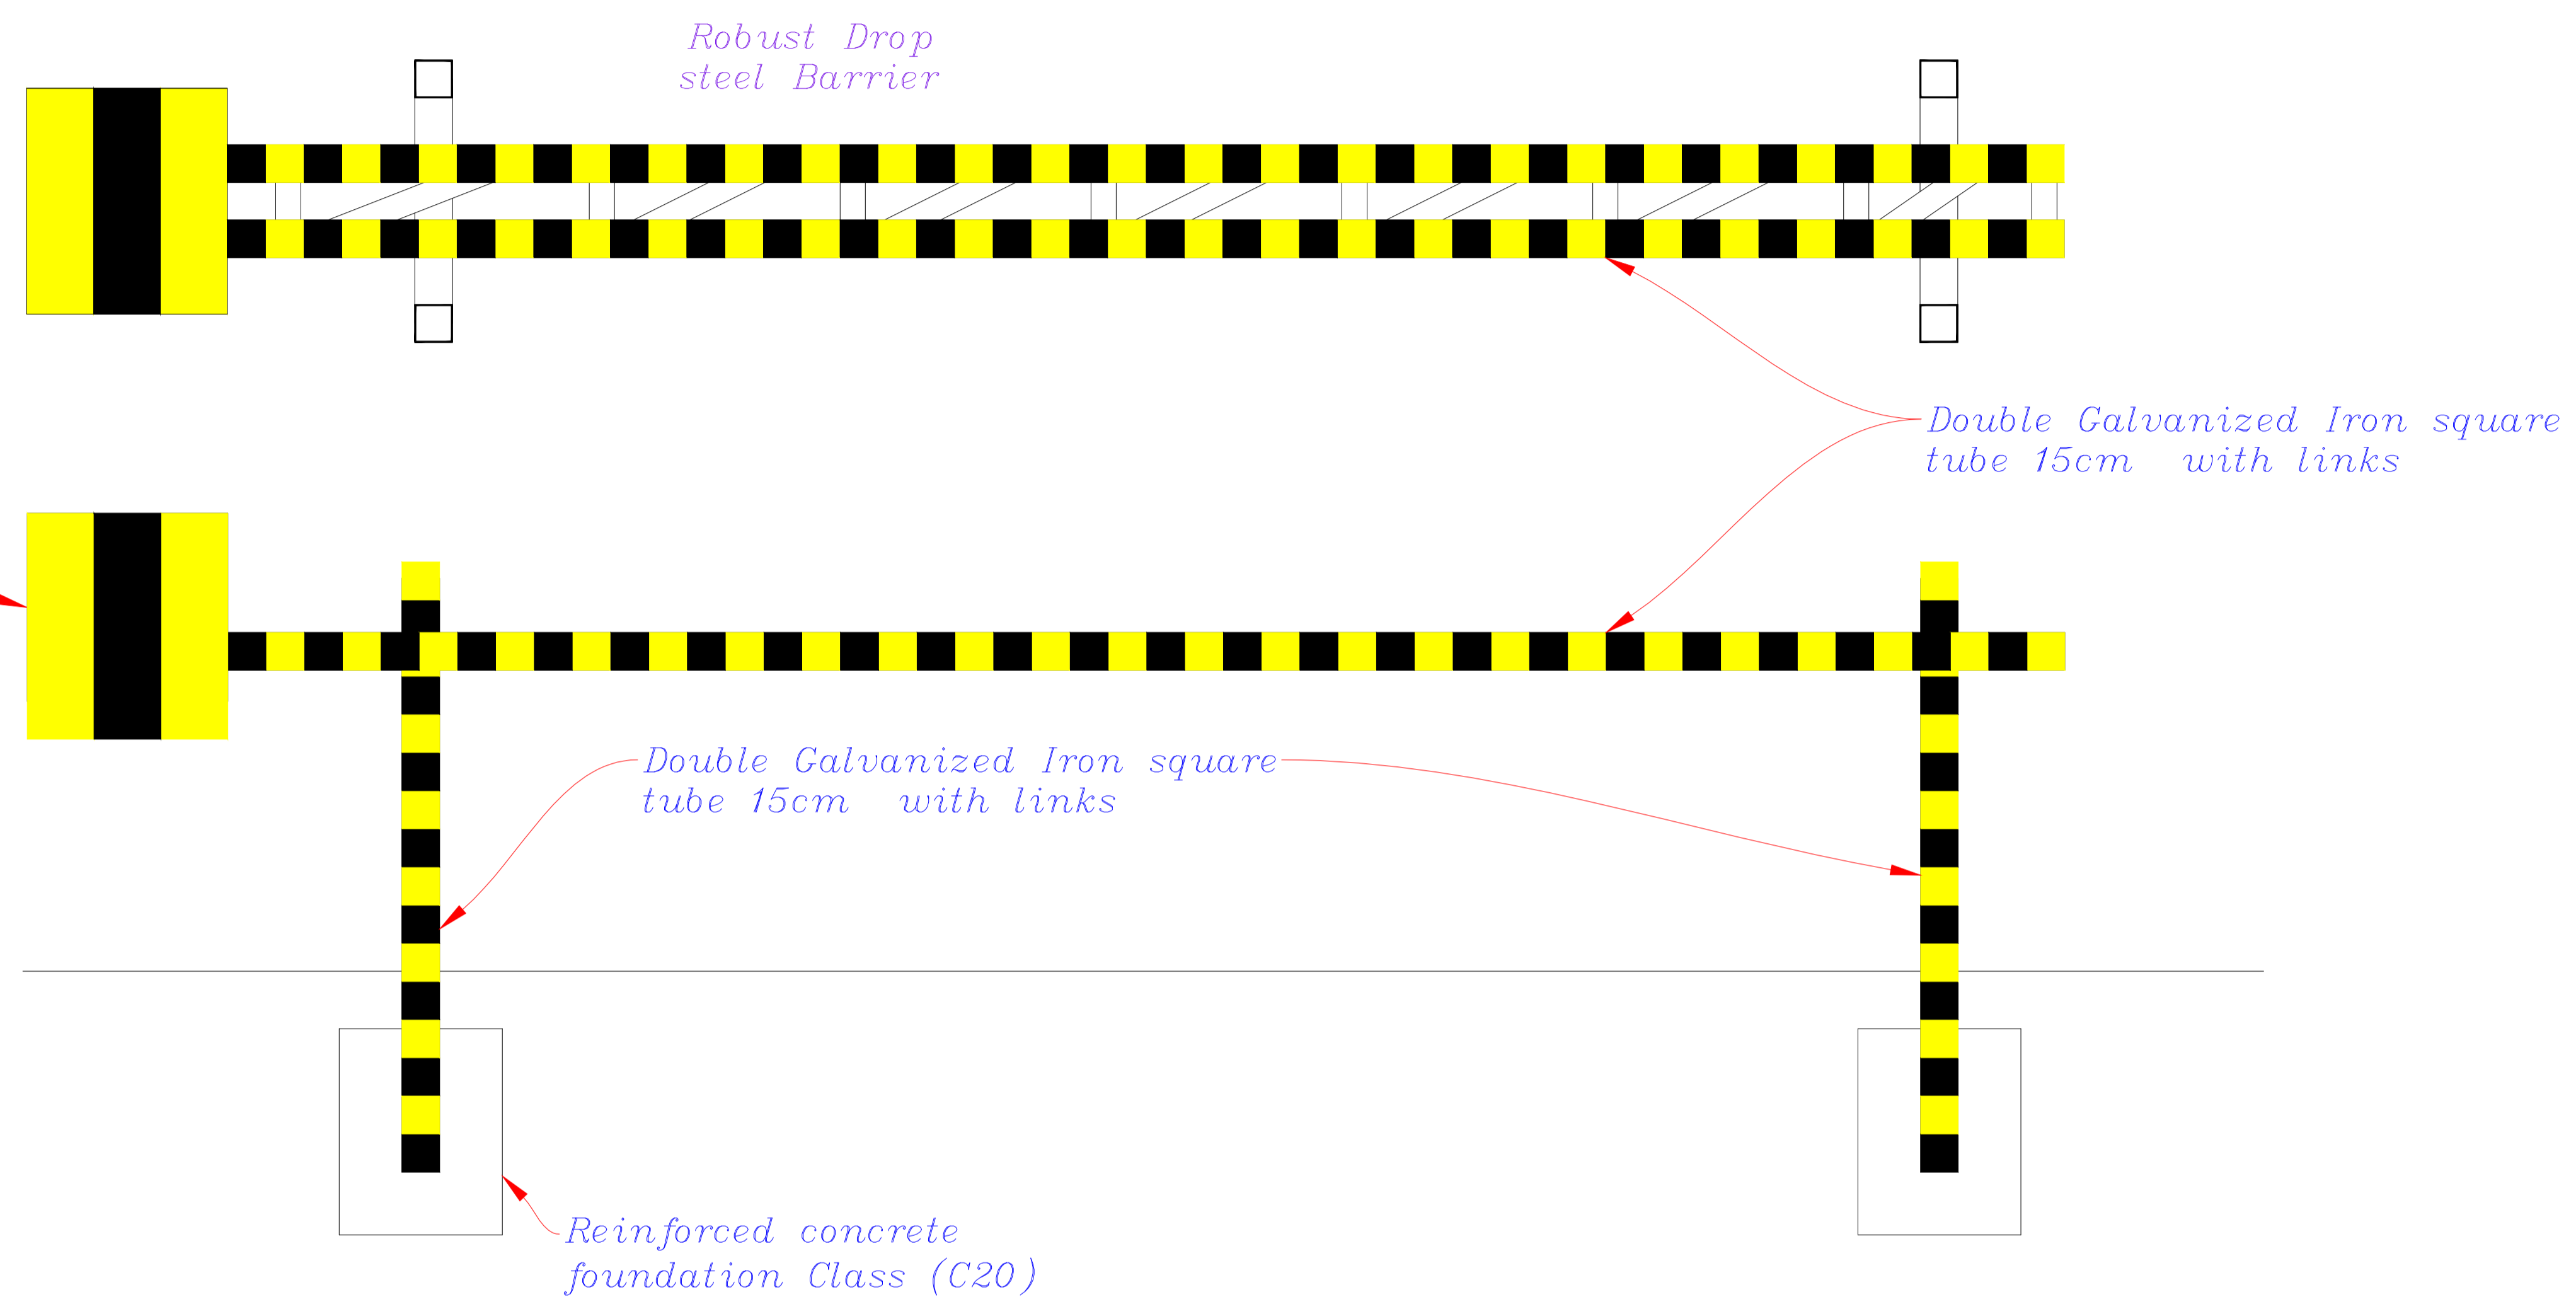 Robust Drop
steel Barrier
Double Galvanized Iron square
tube 15cm  with links
Double Galvanized Iron square
tube 15cm  with links
Reinforced concrete
foundation Class (C20)